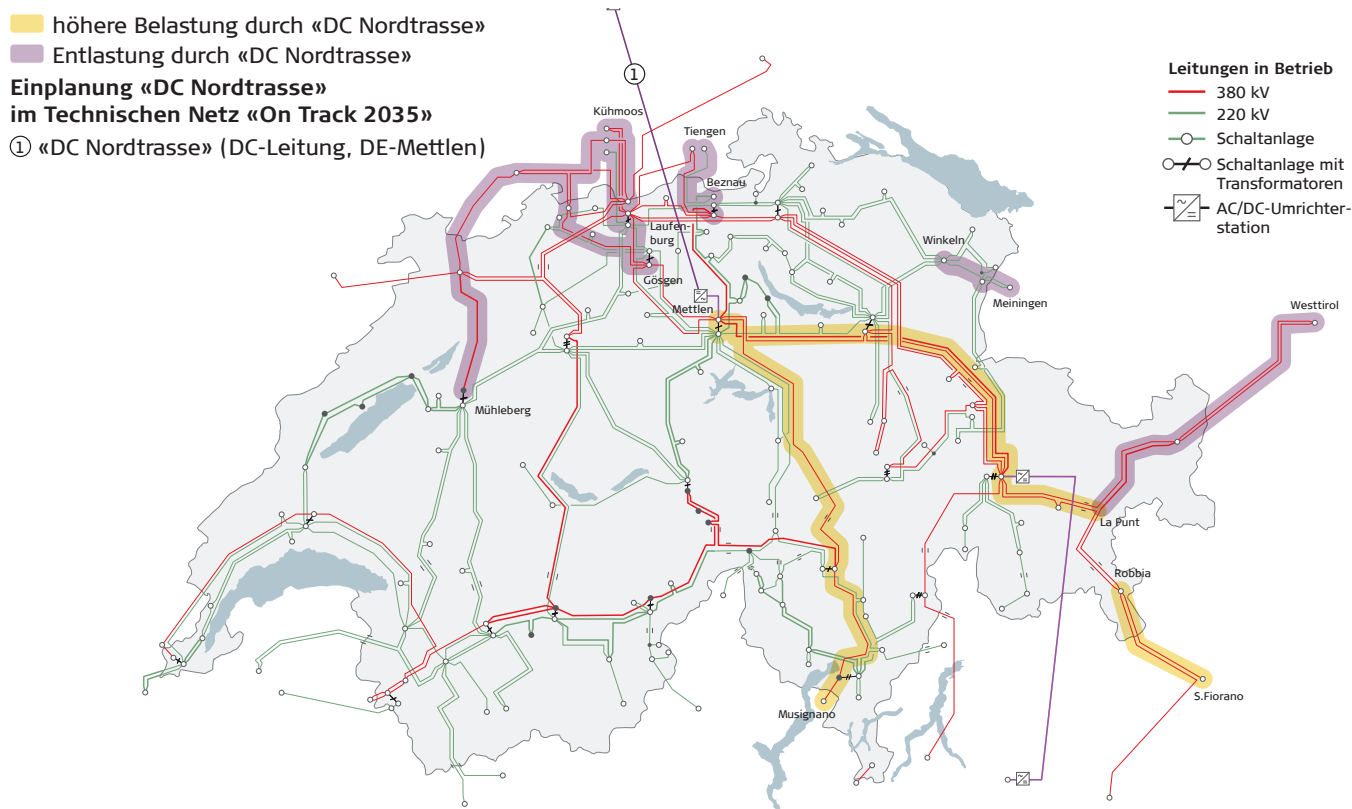 höhere Belastung durch «DC Nordtrasse»
Entlastung durch «DC Nordtrasse»
Einplanung «DC Nordtrasse»
im Technischen Netz «On Track 2035»
① «DC Nordtrasse» (DC-Leitung, DE-Mettlen)
Leitungen in Betrieb
380 kV
220 kV
Schaltanlage
Schaltanlage mit
Transformatoren
AC/DC-Umrichter-
station
1
Kühmoos
Tiengen
Beznau
Laufen-
burg
Gösgen
Mettlen
Winkeln
Meiningen
Westtirol
Mühleberg
La Punt
Robbia
S.Fiorano
Musignano